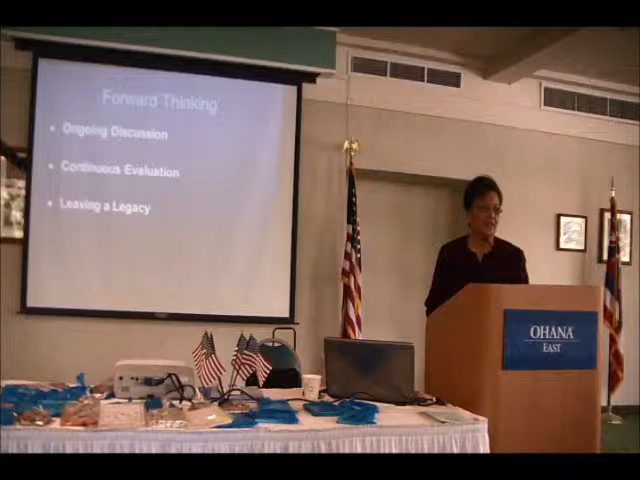 Forward Thinking
Ongoing Discussion
Continuous Evaluation
Leaving a Legacy
OHANA
EAST